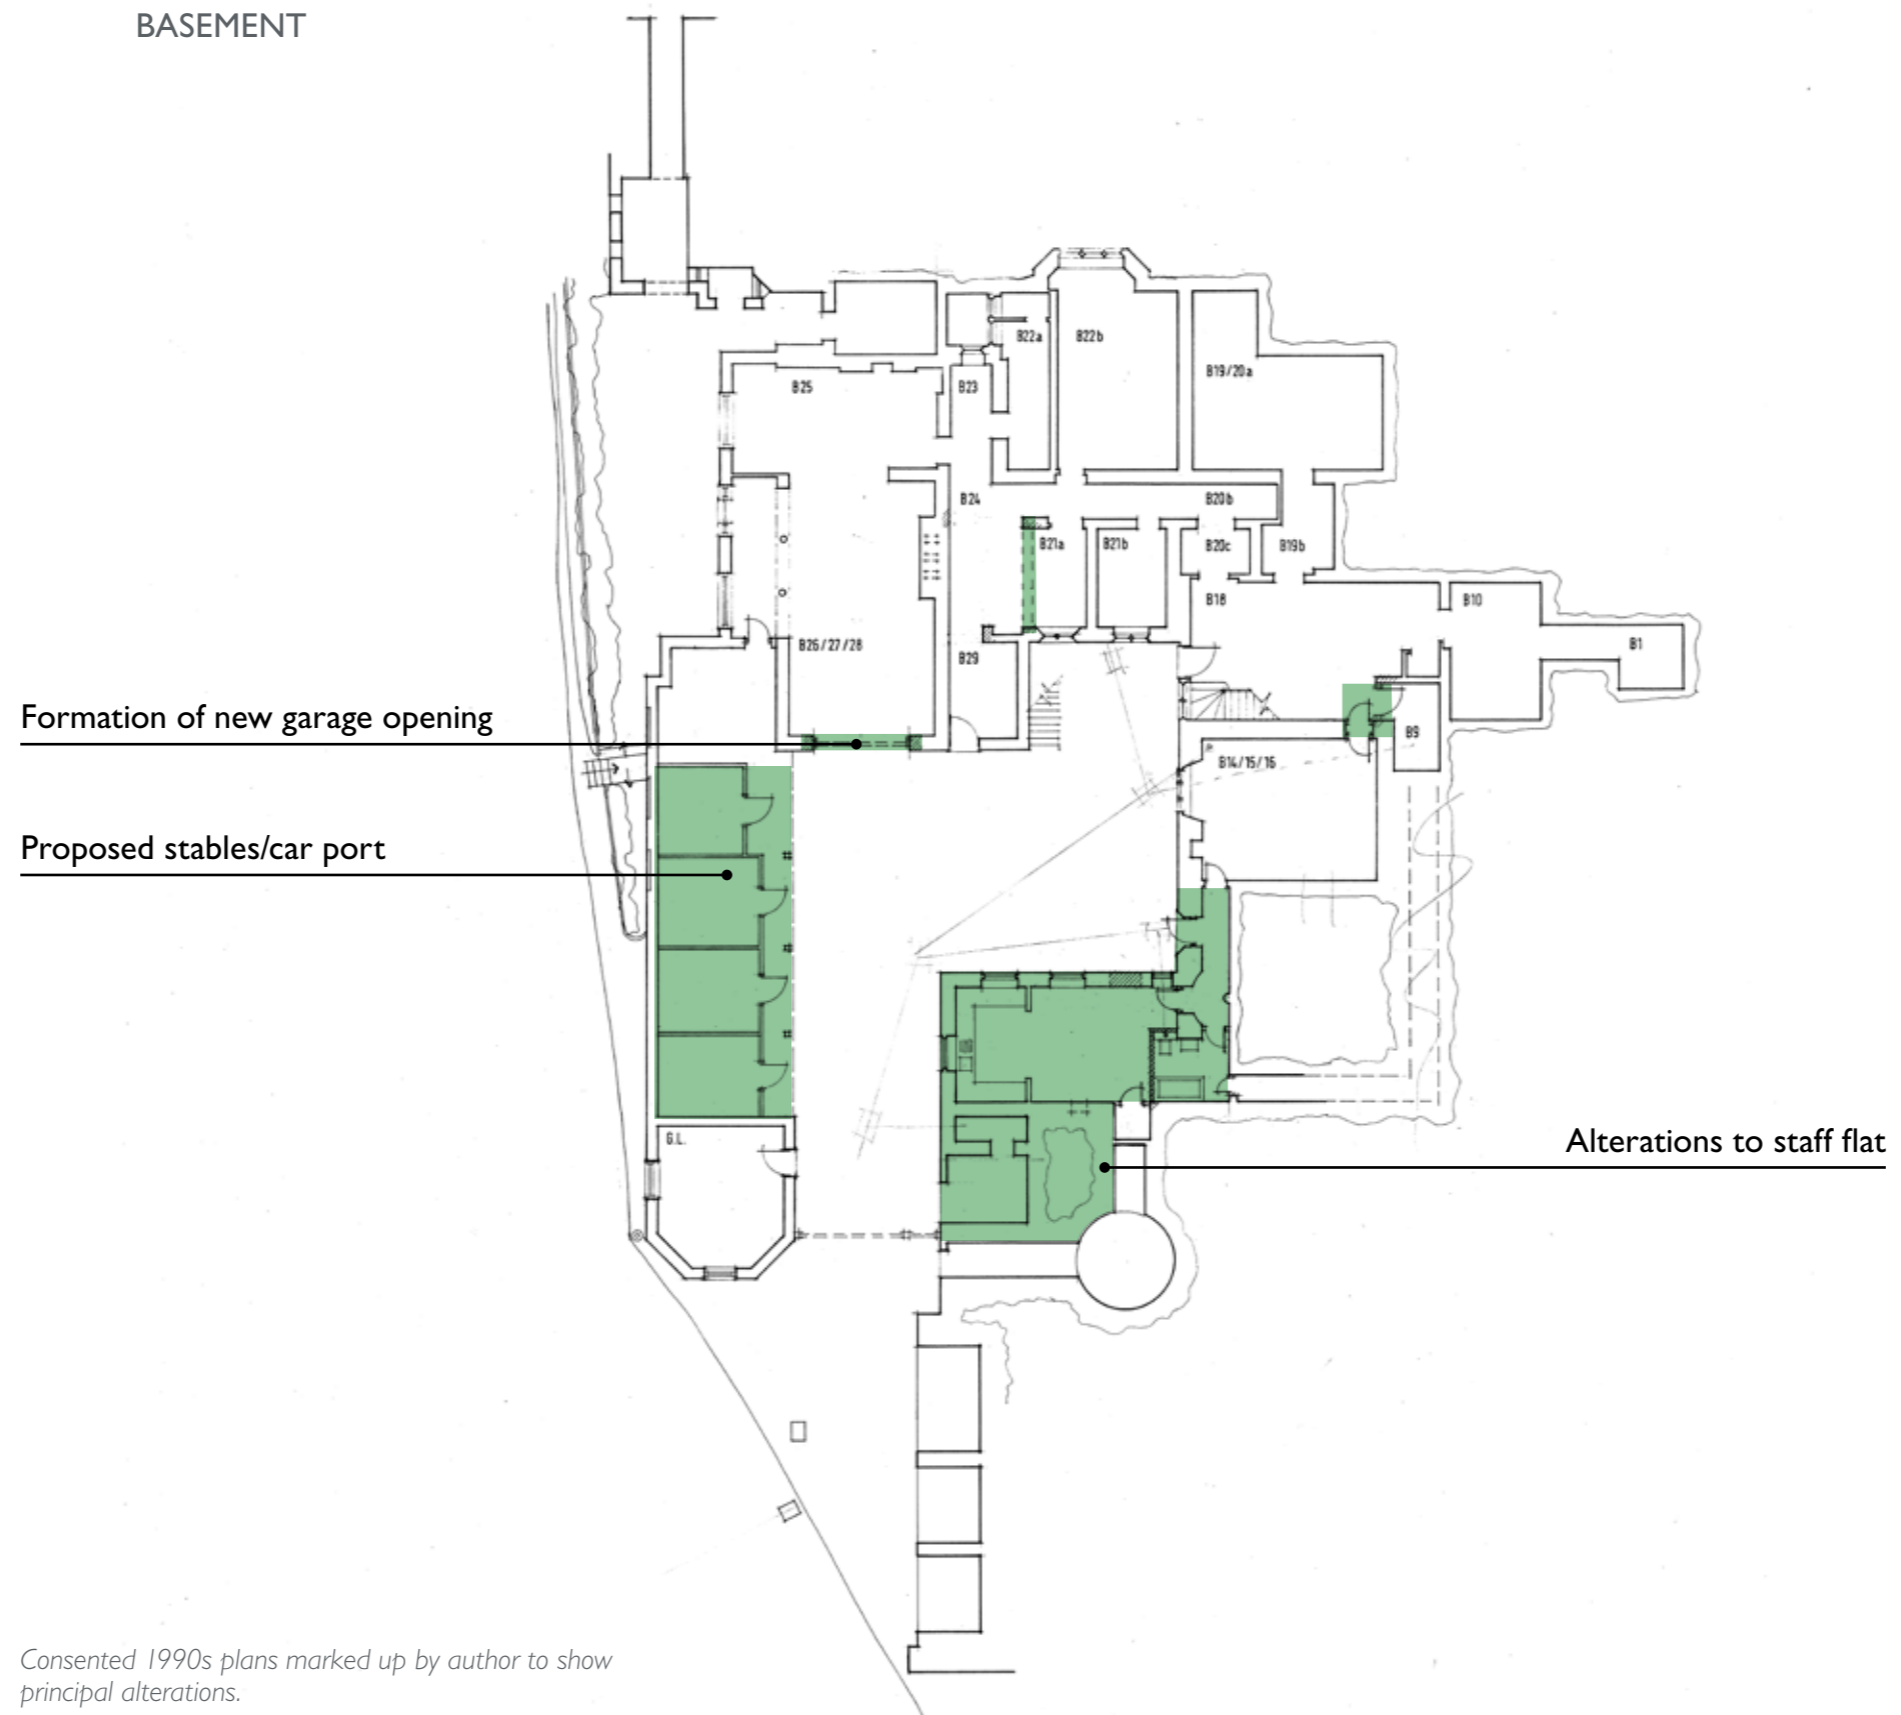 BASEMENT
B22a
B22b
B19/20a
B25
B23
B24
B20b
B21a
B21b
B20c
B19b
B18
B10
B1
B26/27/28
B29
Formation of new garage opening
B9
B14/15/16
Proposed stables/car port
G.L.
Alterations to staff flat
Consented 1990s plans marked up by author to show
principal alterations.